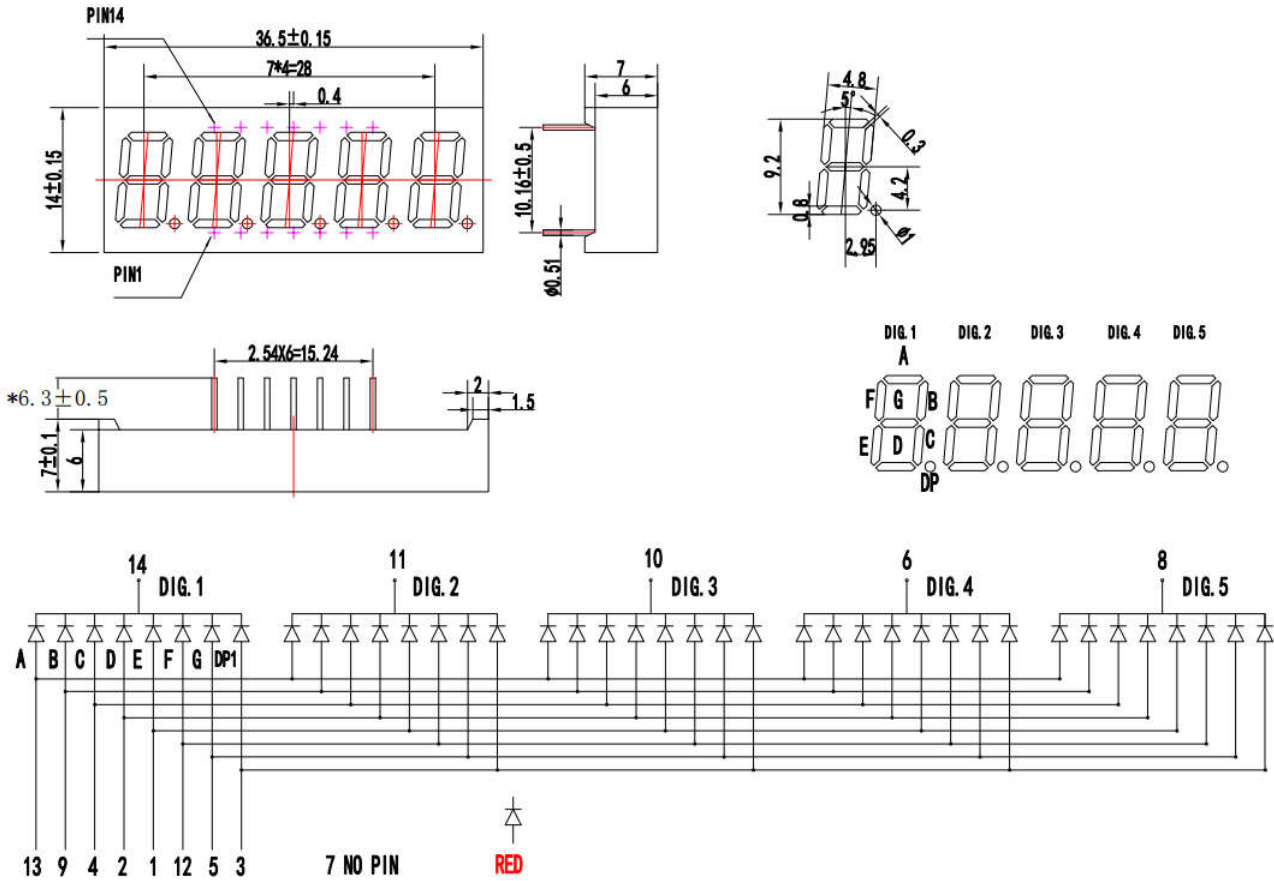 PIN14
36.5±0.15
7*4=28
0.4
14±0.15
PIN1
7
6
10.16±0.5
ø0.51
4.8
5°
0.3
9.2
4.2
0.8
ø1
2.95
2.54X6=15.24
*6.3±0.5
2
1.5
7±0.1
6
DIG.1 DIG.2 DIG.3 DIG.4 DIG.5
A
F G B
E D C
DP
14 11 10 6 8
DIG.1 DIG.2 DIG.3 DIG.4 DIG.5
A B C D E F G DP1
13 9 4 2 1 12 5 3 7 NO PIN RED